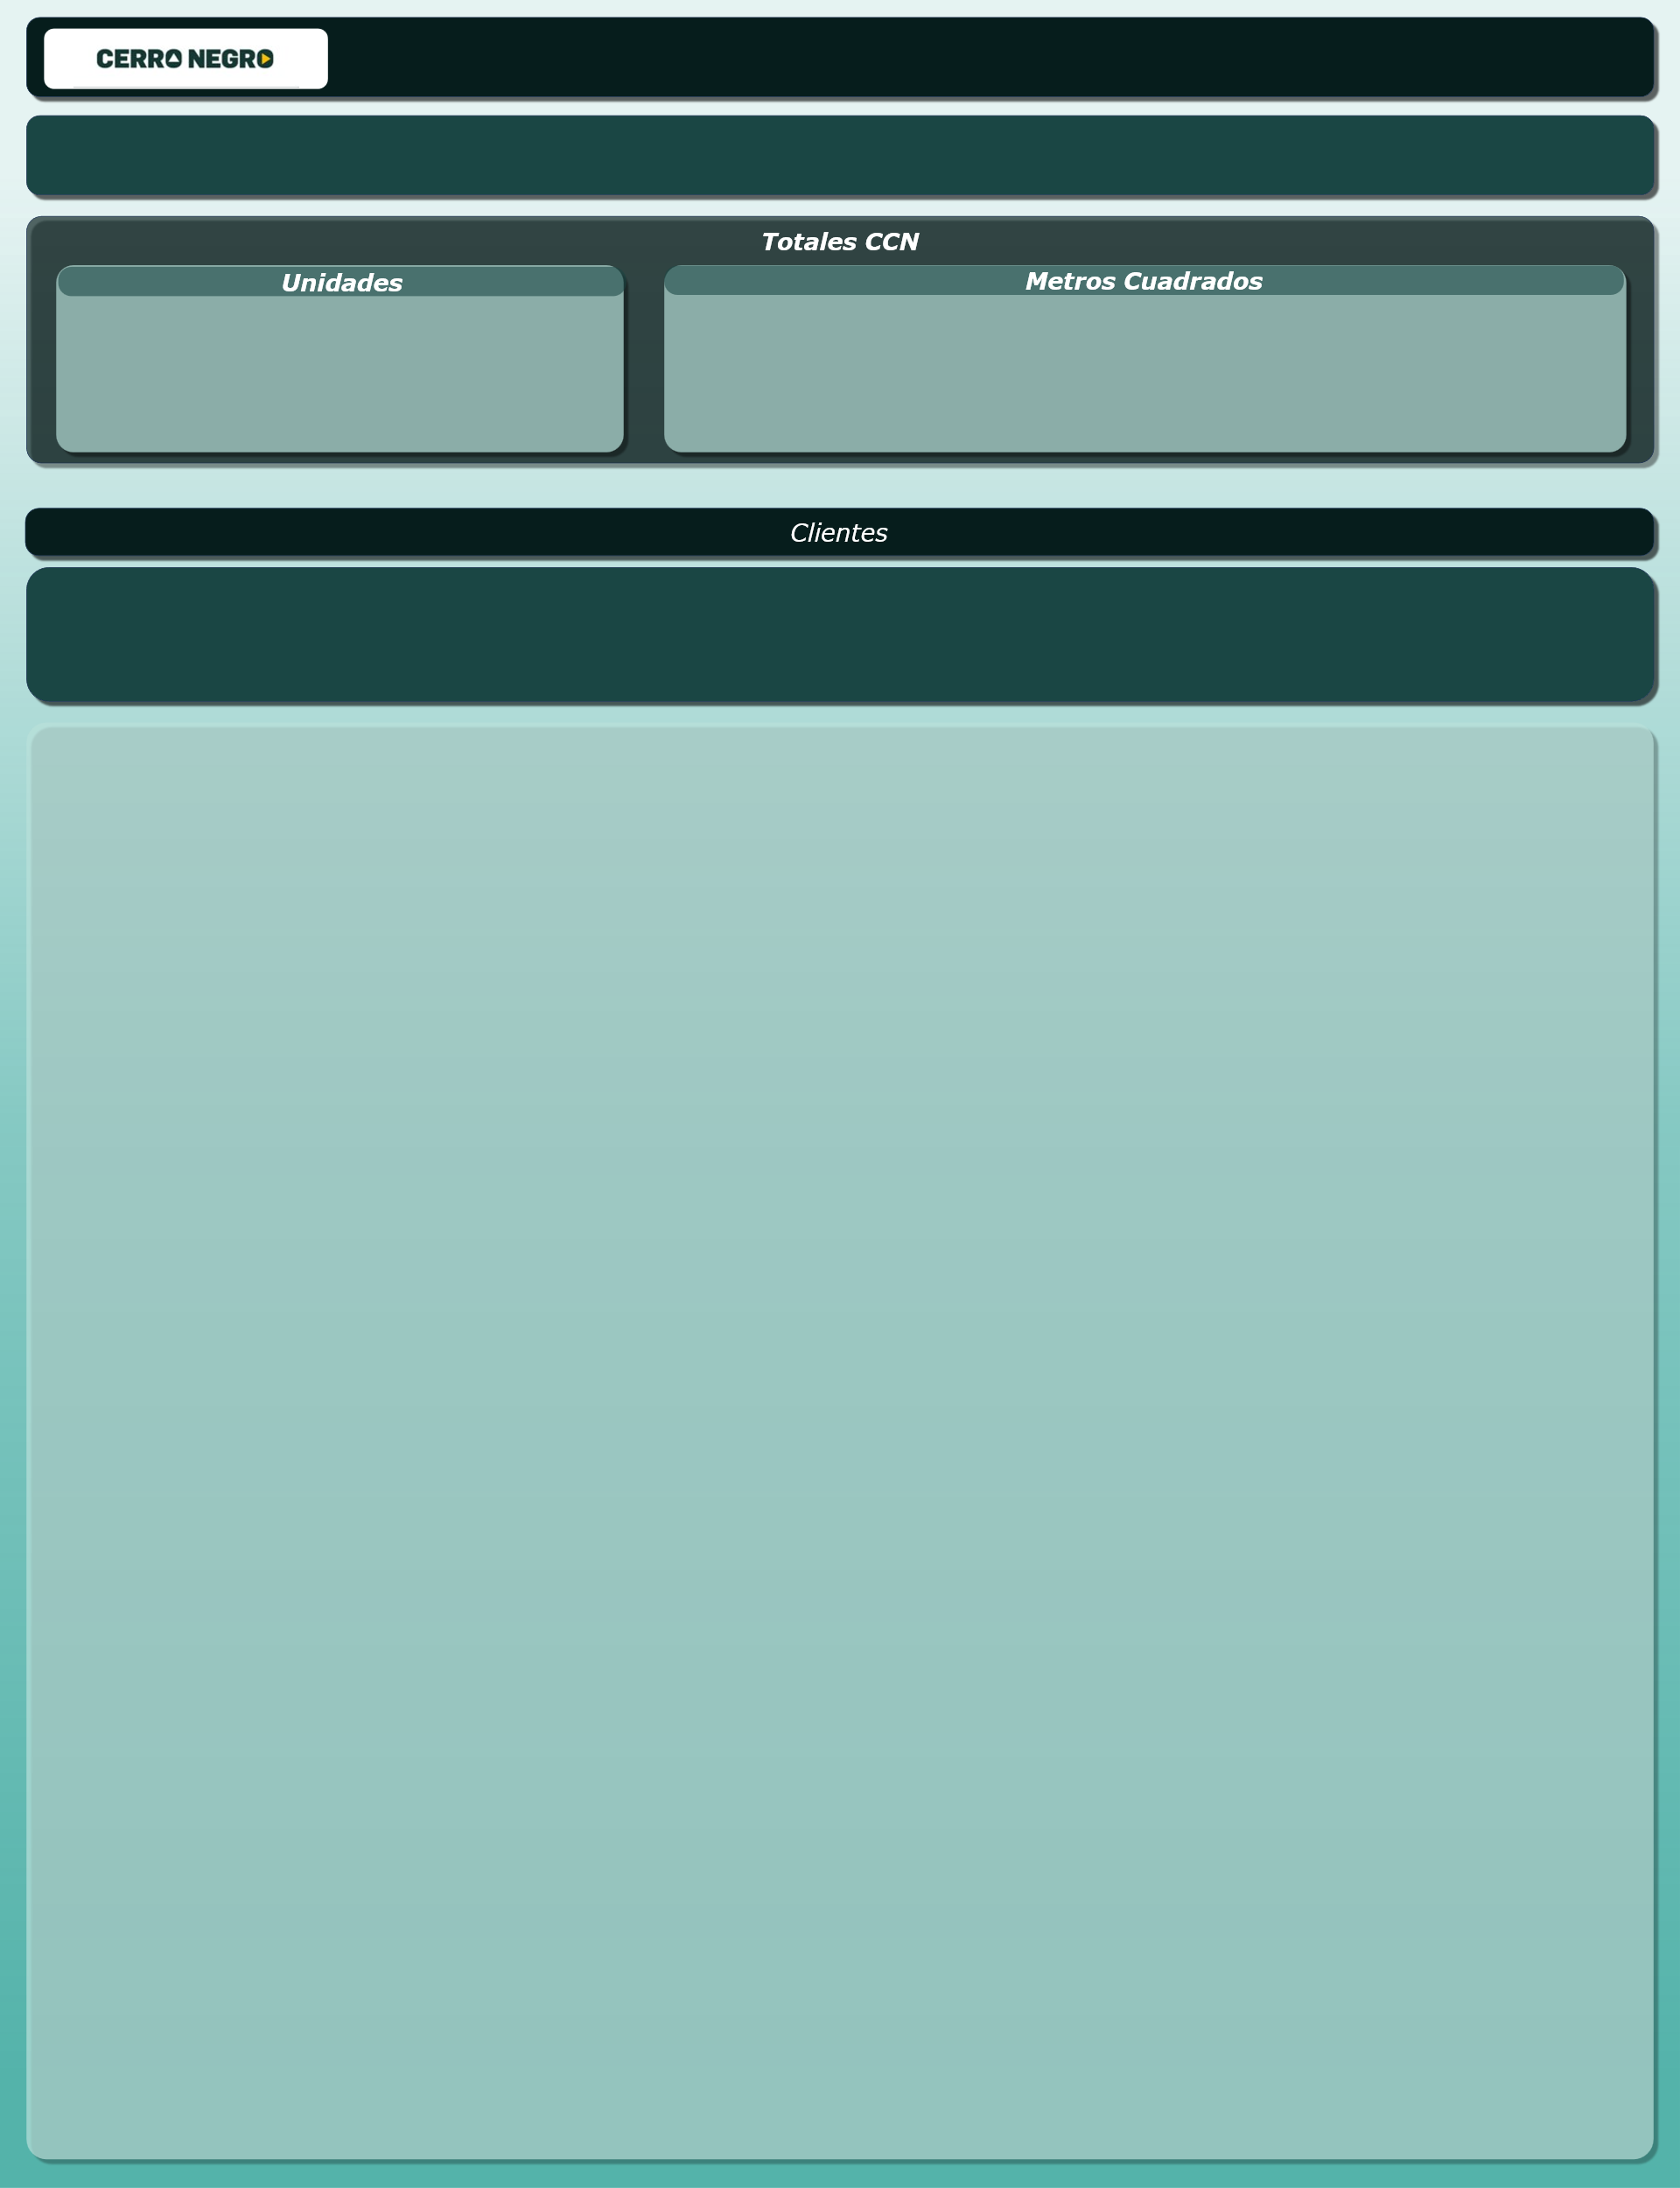 CERRO NEGRO
Totales CCN
Unidades
Metros Cuadrados
Clientes